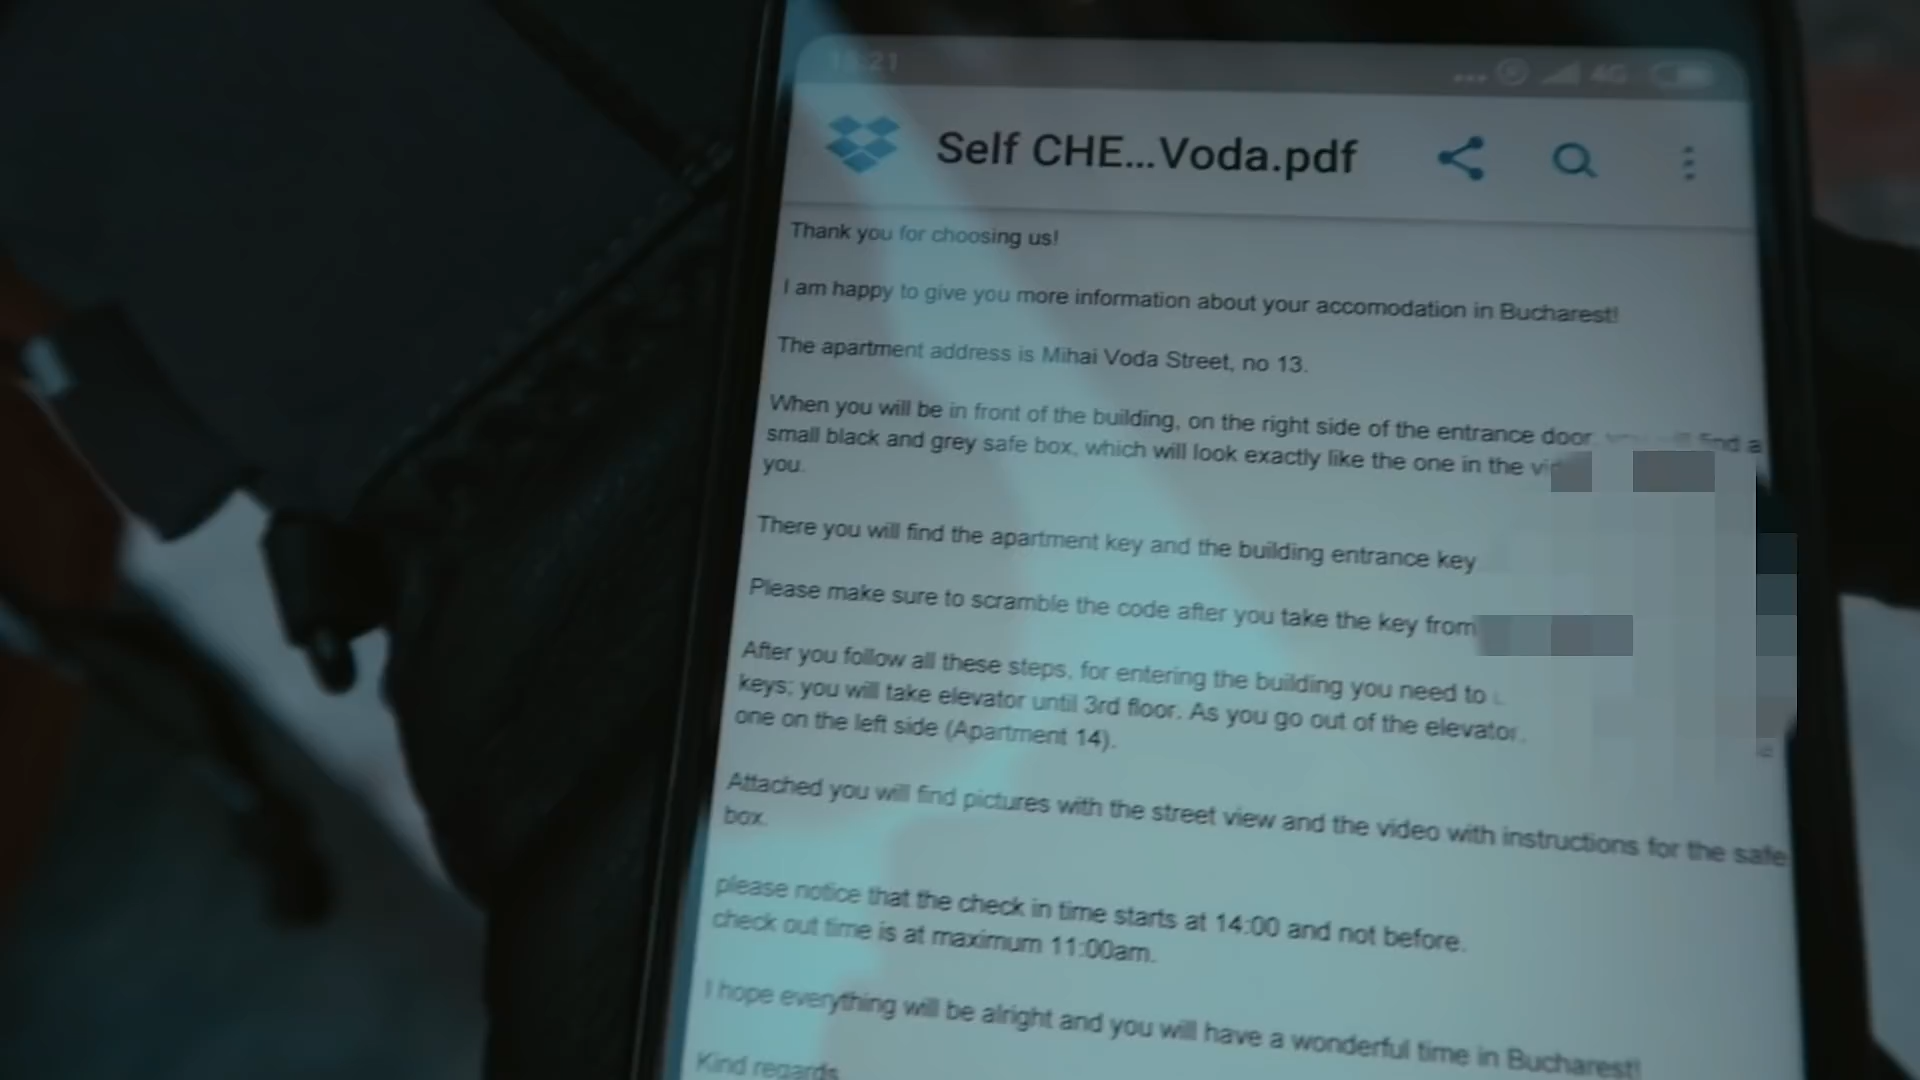 21
4G
Self CHE...Voda.pdf
Thank you for choosing us!
I am happy to give you more information about your accomodation in Bucharest!
The apartment address is Mihai Voda Street, no 13.
When you will be in front of the building, on the right side of the entrance door, you will find a
small black and grey safe box, which will look exactly like the one in the
you.
There you will find the apartment key and the building entrance key
Please make sure to scramble the code after you take the key from
After you follow all these steps, for entering the building you need to
keys; you will take elevator until 3rd floor. As you go out of the elevator,
one on the left side (Apartment 14).
Attached you will find pictures with the street view and the video with instructions for the safe
box.
please notice that the check in time starts at 14:00 and not before.
check out time is at maximum 11:00am.
I hope everything will be alright and you will have a wonderful time in Bucharest!
Kind regards